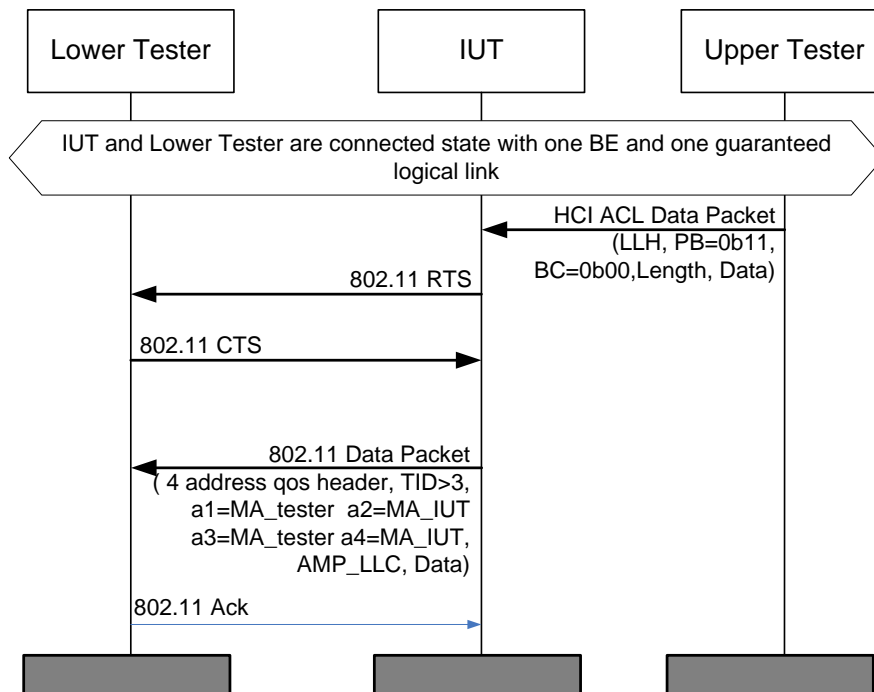 Lower Tester
IUT
Upper Tester
IUT and Lower Tester are connected state with one BE and one guaranteed
logical link
HCI ACL Data Packet
(LLH, PB=0b11,
BC=0b00,Length, Data)
802.11 RTS
802.11 CTS
802.11 Data Packet
( 4 address qos header, TID>3,
a1=MA_tester a2=MA_IUT
a3=MA_tester a4=MA_IUT,
AMP_LLC, Data)
802.11 Ack